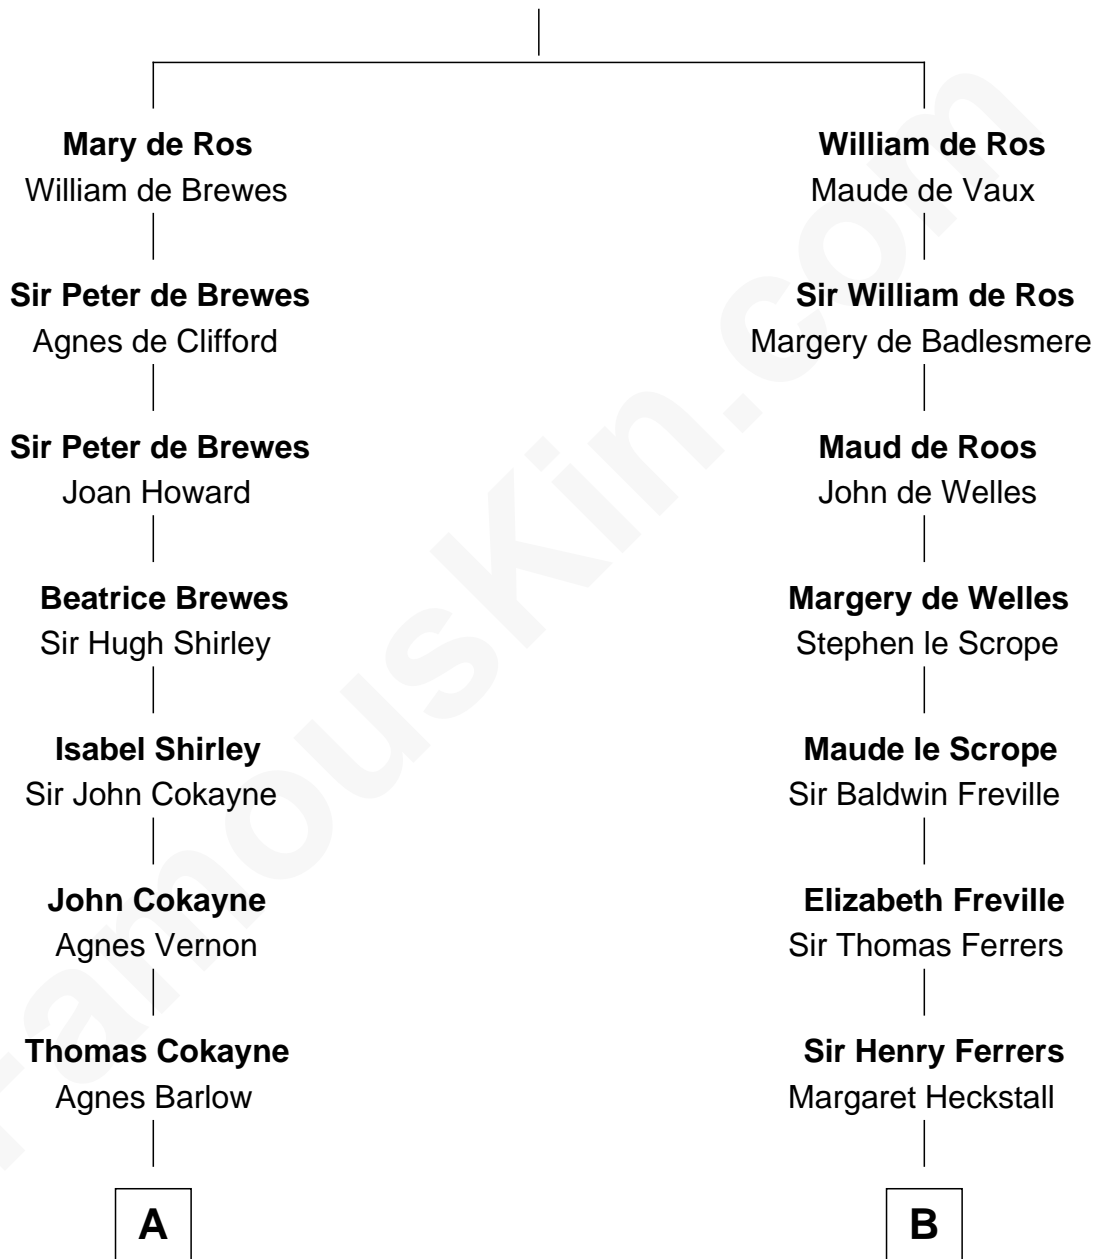 Mary de Ros
William de Brewes
Sir Peter de Brewes
Agnes de Clifford
Sir Peter de Brewes
Joan Howard
Beatrice Brewes
Sir Hugh Shirley
Isabel Shirley
Sir John Cokayne
John Cokayne
Agnes Vernon
Thomas Cokayne
Agnes Barlow
A
William de Ros
Maude de Vaux
Sir William de Ros
Margery de Badlesmere
Maud de Roos
John de Welles
Margery de Welles
Stephen le Scrope
Maude le Scrope
Sir Baldwin Freville
Elizabeth Freville
Sir Thomas Ferrers
Sir Henry Ferrers
Margaret Heckstall
B
FamousKin.com